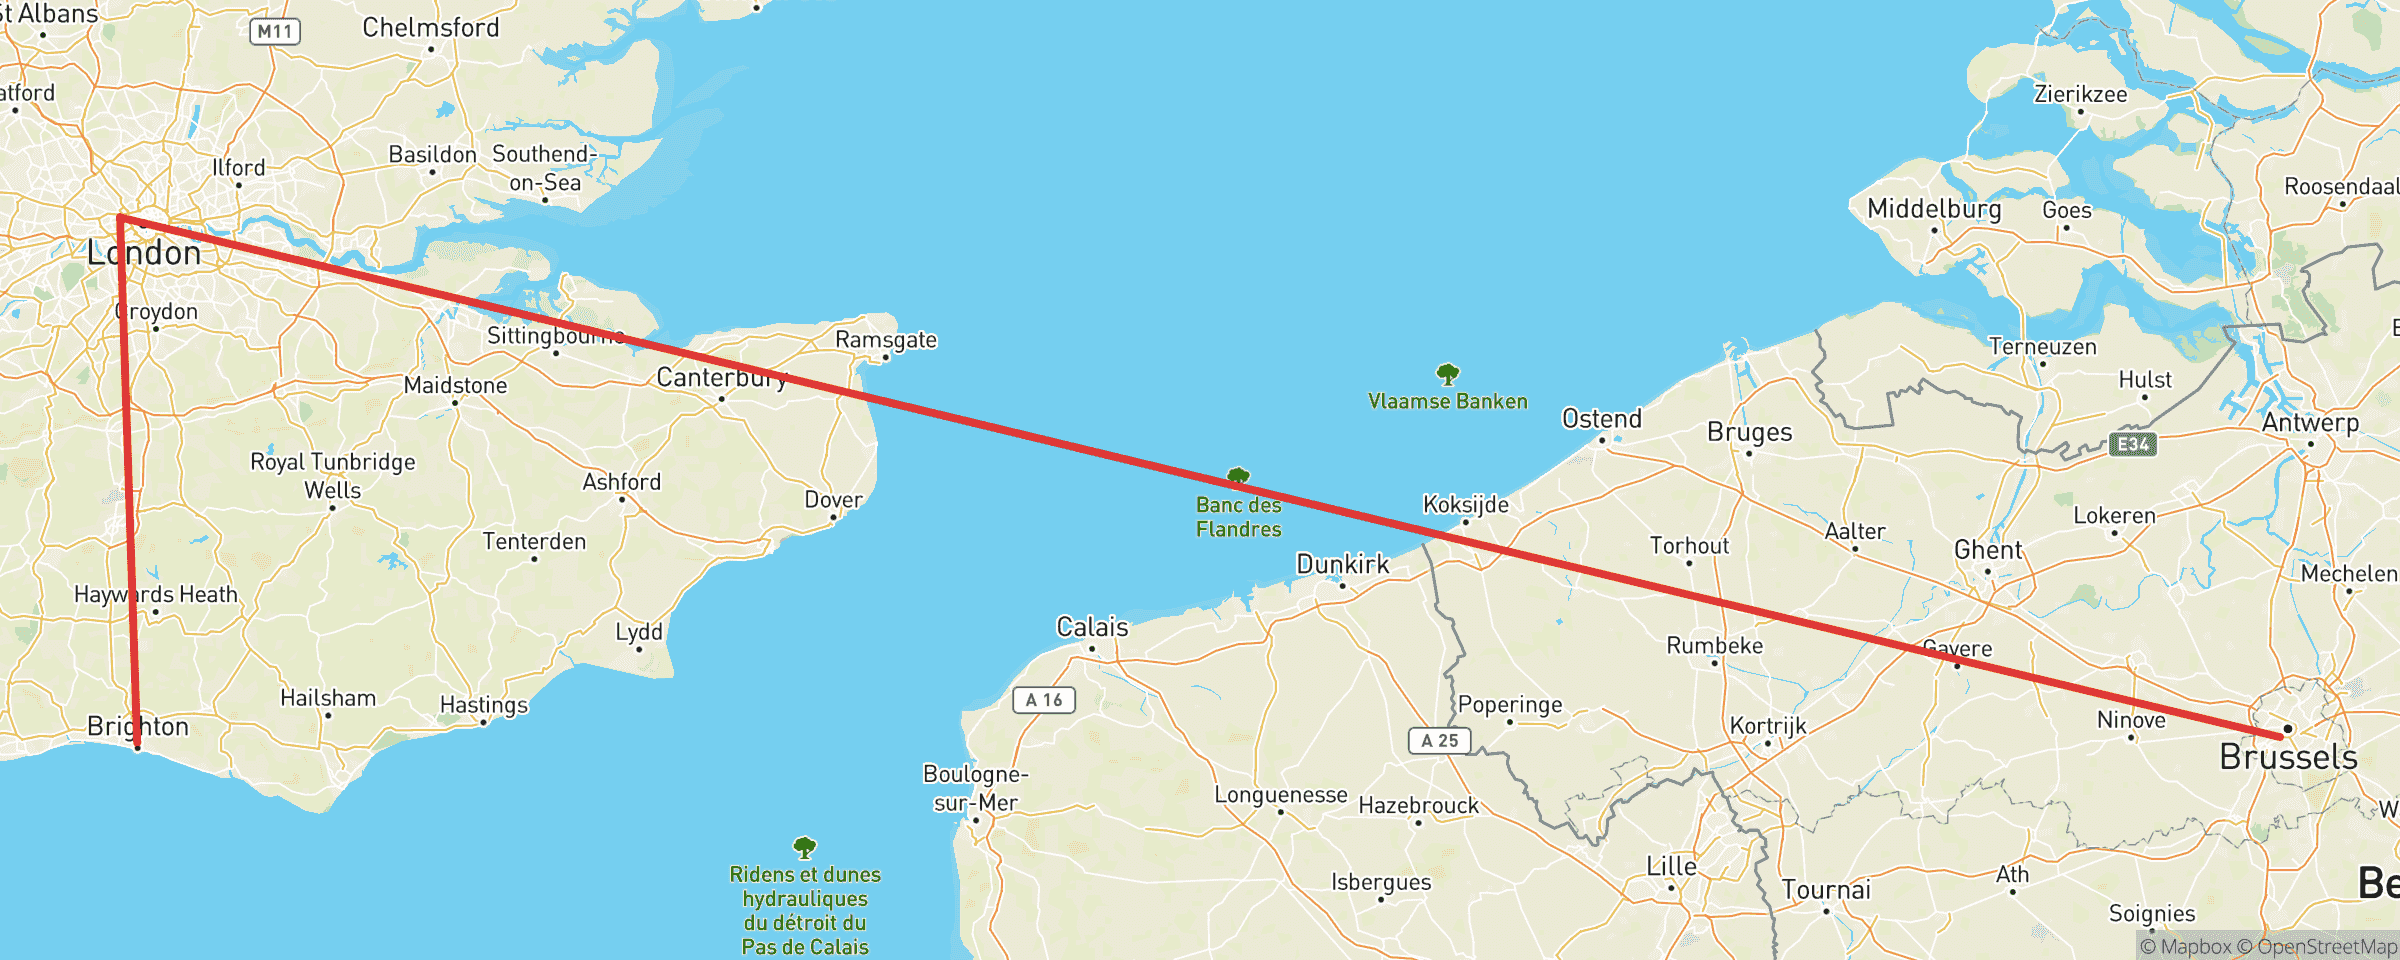 St Albans
M11
Chelmsford
atford
Zierikzee
Ilford
Basildon
Southend-
on-Sea
Roosendaal
Middelburg
Goes
London
Croydon
Sittingbourne
Ramsgate
Terneuzen
Canterbury
Maidstone
Hulst
Vlaamse Banken
Ostend
Bruges
Antwerp
E34
Royal Tunbridge
Wells
Ashford
Dover
Banc des
Flandres
Koksijde
Lokeren
Aalter
Tenterden
Torhout
Ghent
Dunkirk
Mechelen
Haywards Heath
Calais
Lydd
Rumbeke
Gavere
Hailsham
Hastings
A 16
Poperinge
Brighton
Kortrijk
Ninove
A 25
Brussels
Boulogne-
sur-Mer
Longuenesse
Hazebrouck
W
Ridens et dunes
hydrauliques
du détroit du
Pas de Calais
Lille
Isbergues
Tournai
Ath
Be
Soignies
© Mapbox © OpenStreetMap